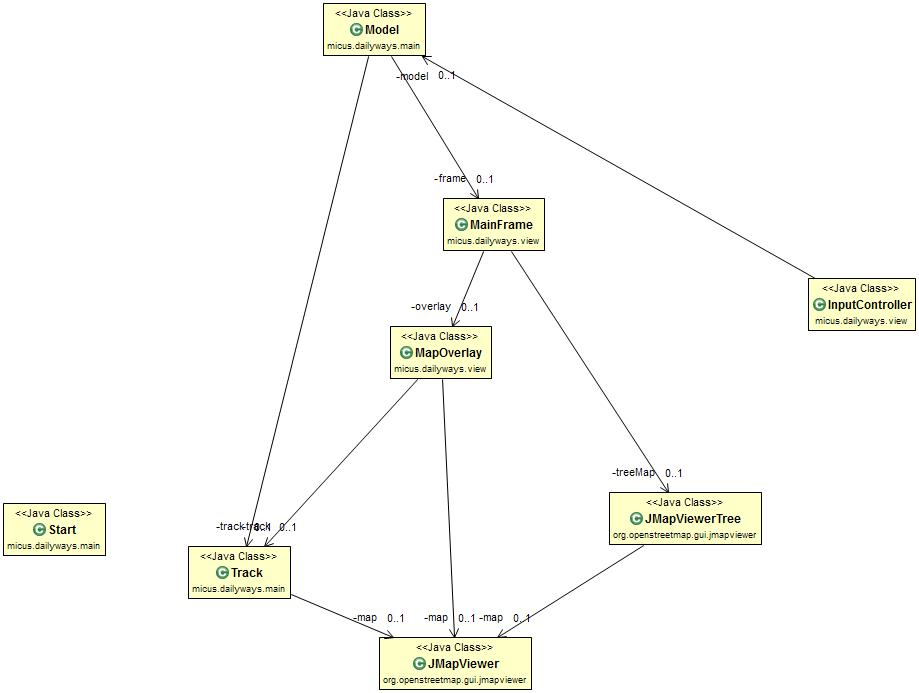 <<Java Class>>
C Model
micus.dailyways.main
-model 0..1
-frame 0..1
<<Java Class>>
C MainFrame
micus.dailyways.view
<<Java Class>>
C InputController
micus.dailyways.view
-overlay 0..1
<<Java Class>>
C MapOverlay
micus.dailyways.view
-treeMap 0..1
<<Java Class>>
C JMapViewerTree
org.openstreetmap.gui.jmapviewer
<<Java Class>>
C Start
micus.dailyways.main
-track 0..1
-track 0..1
<<Java Class>>
C Track
micus.dailyways.main
-map 0..1
-map 0..1
-map 0..1
<<Java Class>>
C JMapViewer
org.openstreetmap.gui.jmapviewer